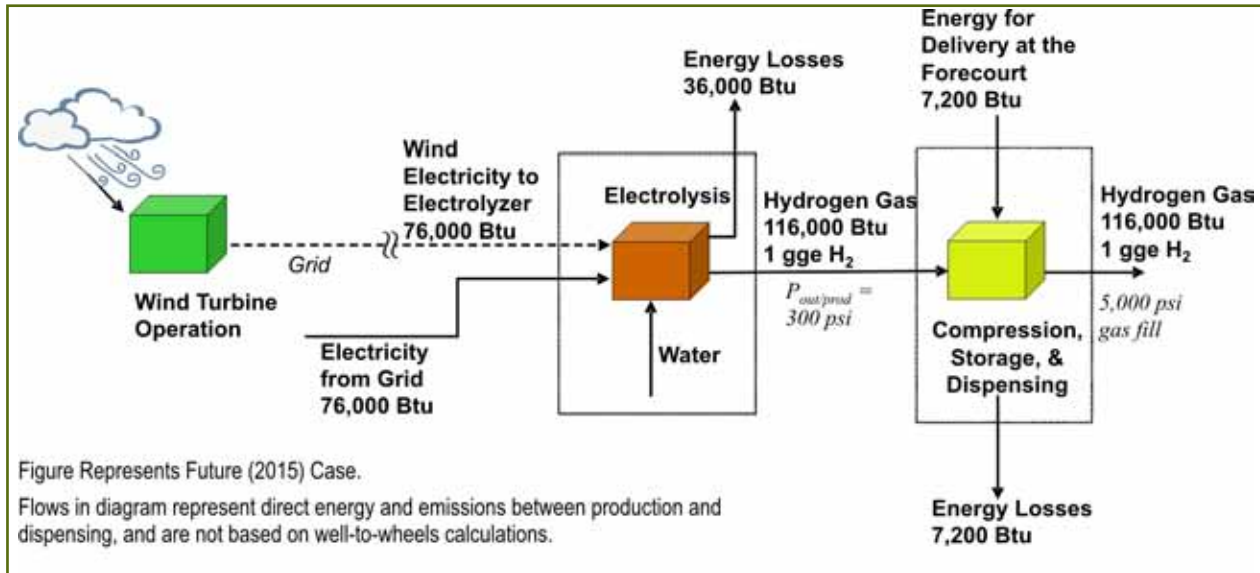 Energy Losses
36,000 Btu
Energy for
Delivery at the
Forecourt
7,200 Btu
Wind
Electricity to
Electrolyzer
76,000 Btu
Electrolysis
Hydrogen Gas
116,000 Btu
1 gge H₂
Hydrogen Gas
116,000 Btu
1 gge H₂
Grid
Wind Turbine
Operation
P out/prod =
300 psi
5,000 psi
gas fill
Electricity
from Grid
76,000 Btu
Water
Compression,
Storage, &
Dispensing
Figure Represents Future (2015) Case.
Flows in diagram represent direct energy and emissions between production and
dispensing, and are not based on well-to-wheels calculations.
Energy Losses
7,200 Btu